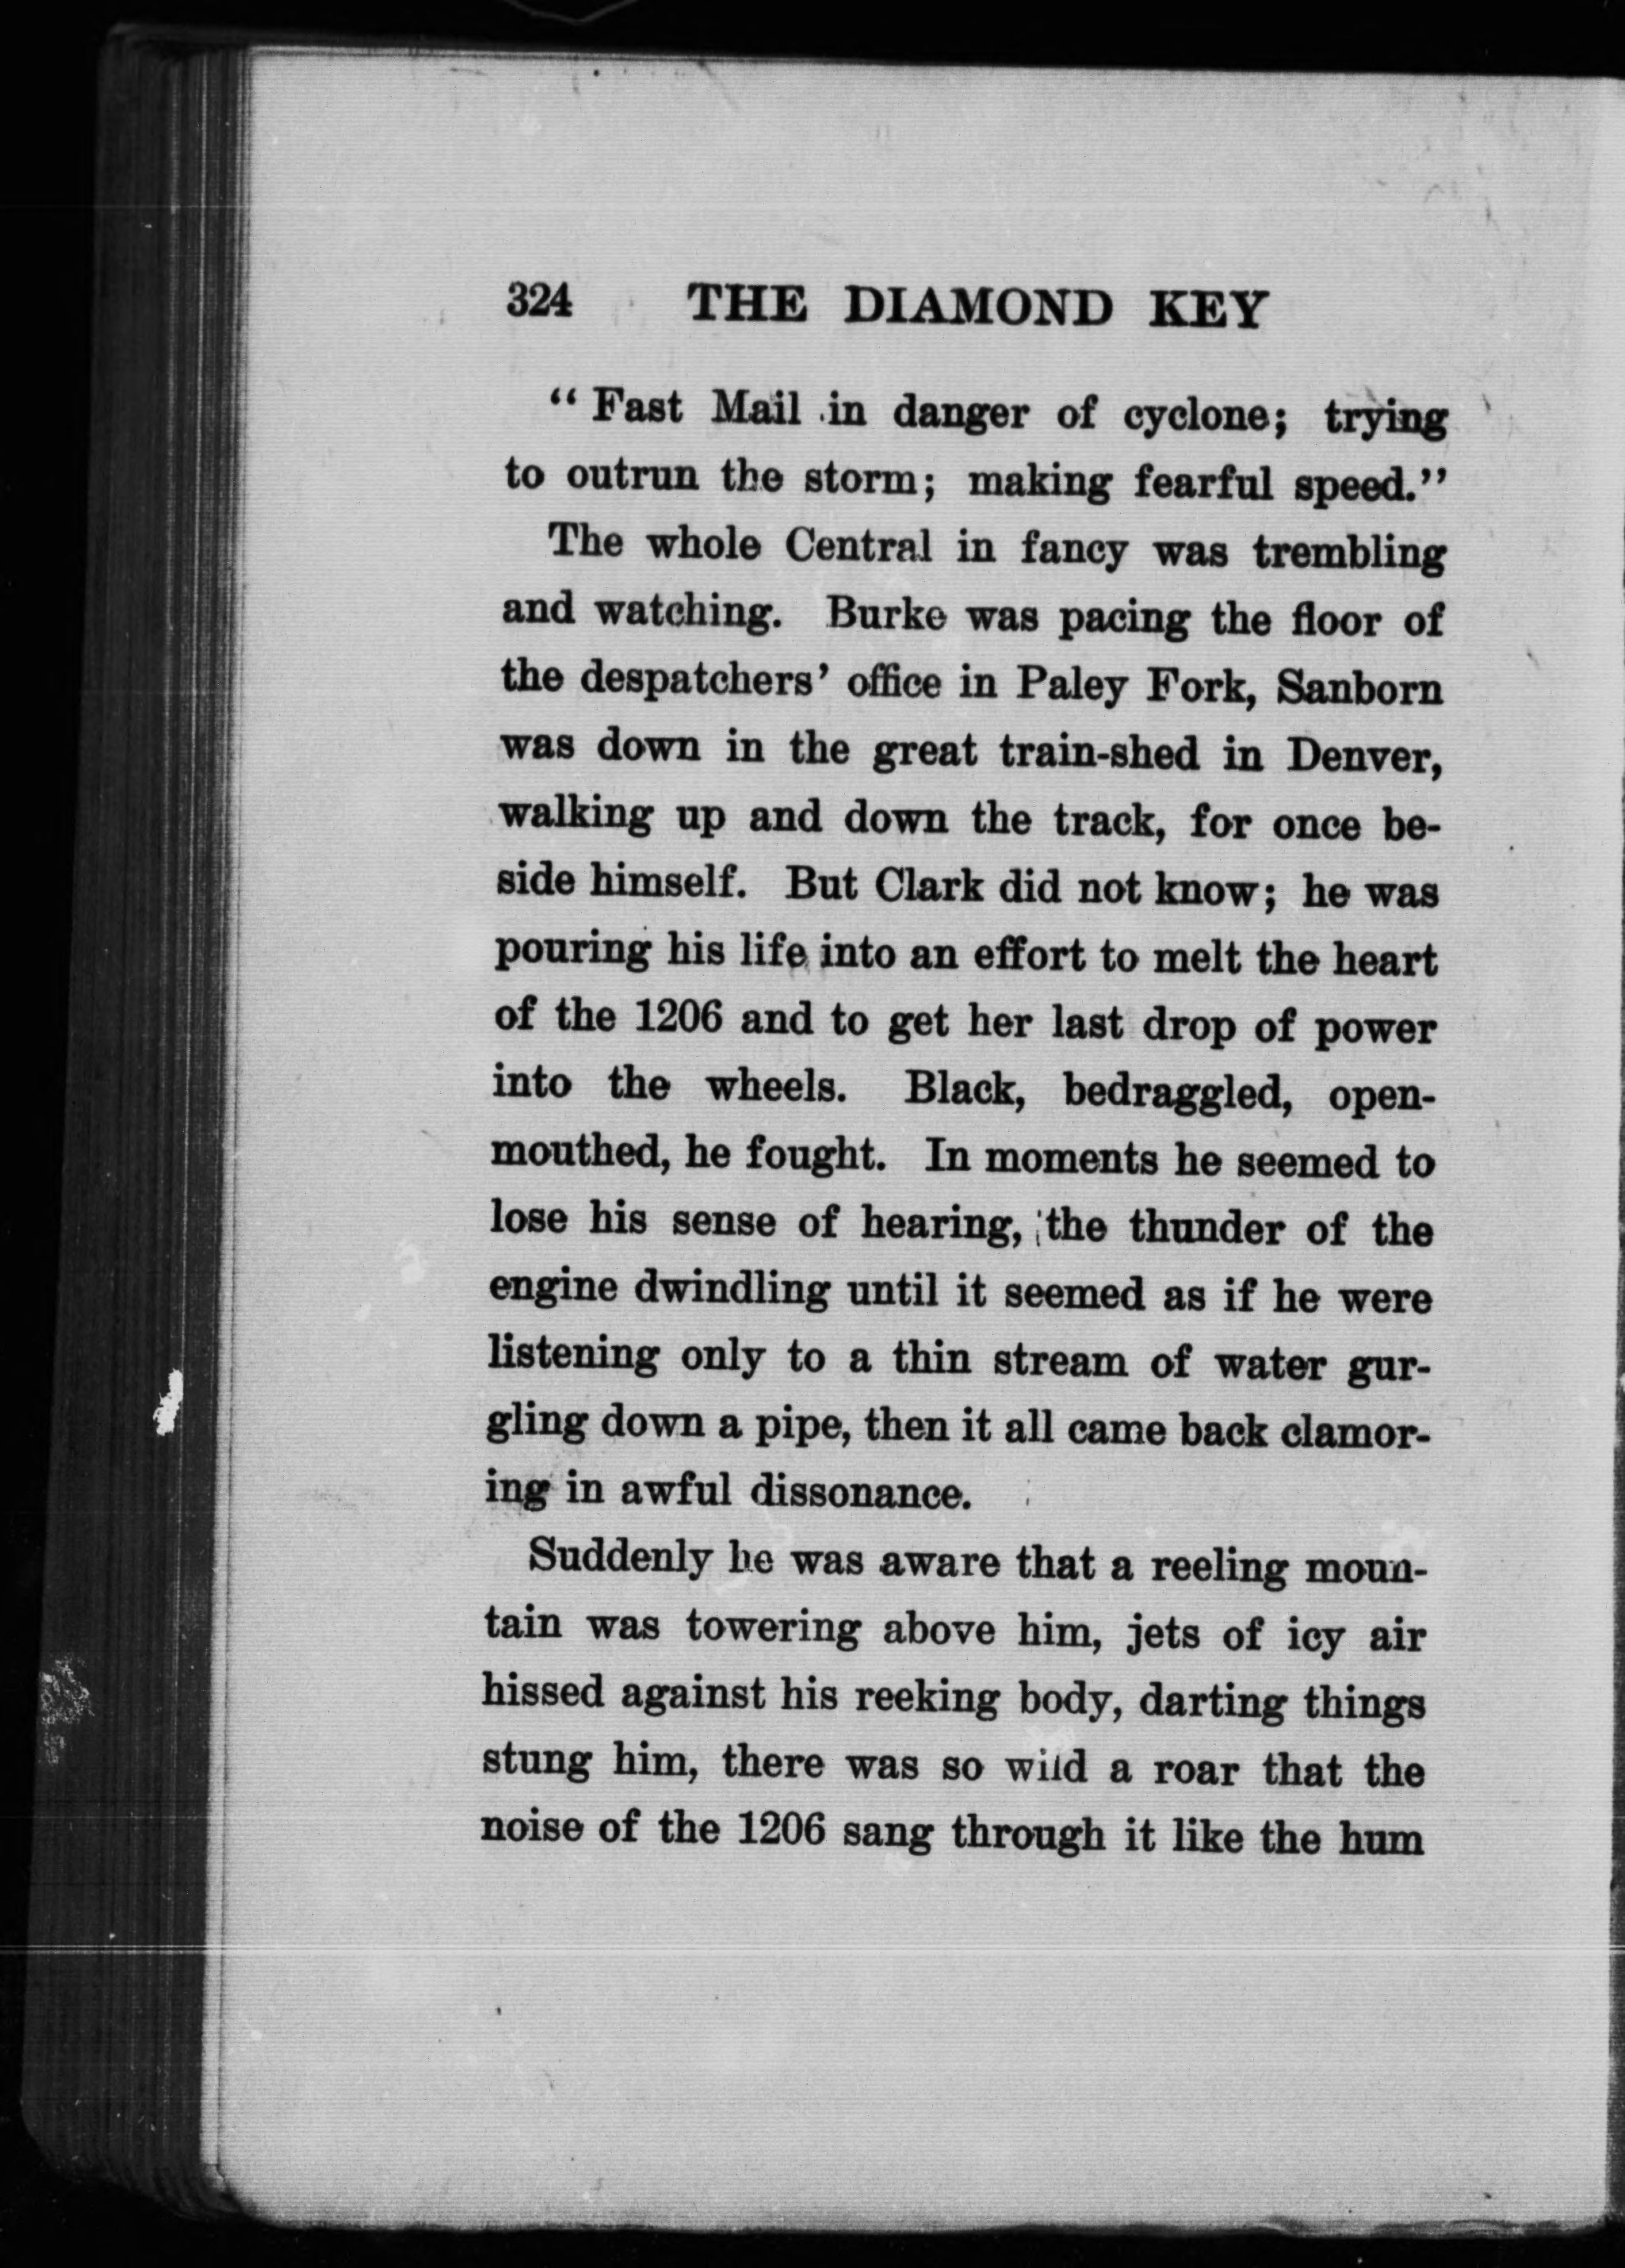 324 THE DIAMOND KEY
“ Fast Mail in danger of cyclone; trying
to outrun the storm; making fearful speed.”
The whole Central in fancy was trembling
and watching. Burke was pacing the floor of
the despatchers’ office in Paley Fork, Sanborn
was down in the great train-shed in Denver,
walking up and down the track, for once be-
side himself. But Clark did not know; he was
pouring his life into an effort to melt the heart
of the 1206 and to get her last drop of power
into the wheels. Black, bedraggled, open-
mouthed, he fought. In moments he seemed to
lose his sense of hearing, the thunder of the
engine dwindling until it seemed as if he were
listening only to a thin stream of water gur-
gling down a pipe, then it all came back clamor-
ing in awful dissonance.
Suddenly he was aware that a reeling moun-
tain was towering above him, jets of icy air
hissed against his reeking body, darting things
stung him, there was so wild a roar that the
noise of the 1206 sang through it like the hum